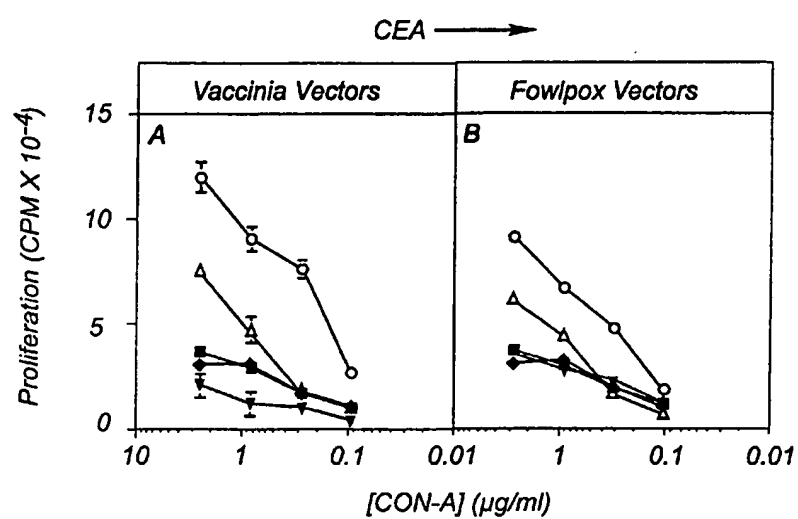 CEA
Vaccinia Vectors Fowlpox Vectors
A B
Proliferation (CPM X 10⁻⁴)
15
10
5
0
10 1 0.1 0.01 1 0.1 0.01
[CON-A] (µg/ml)